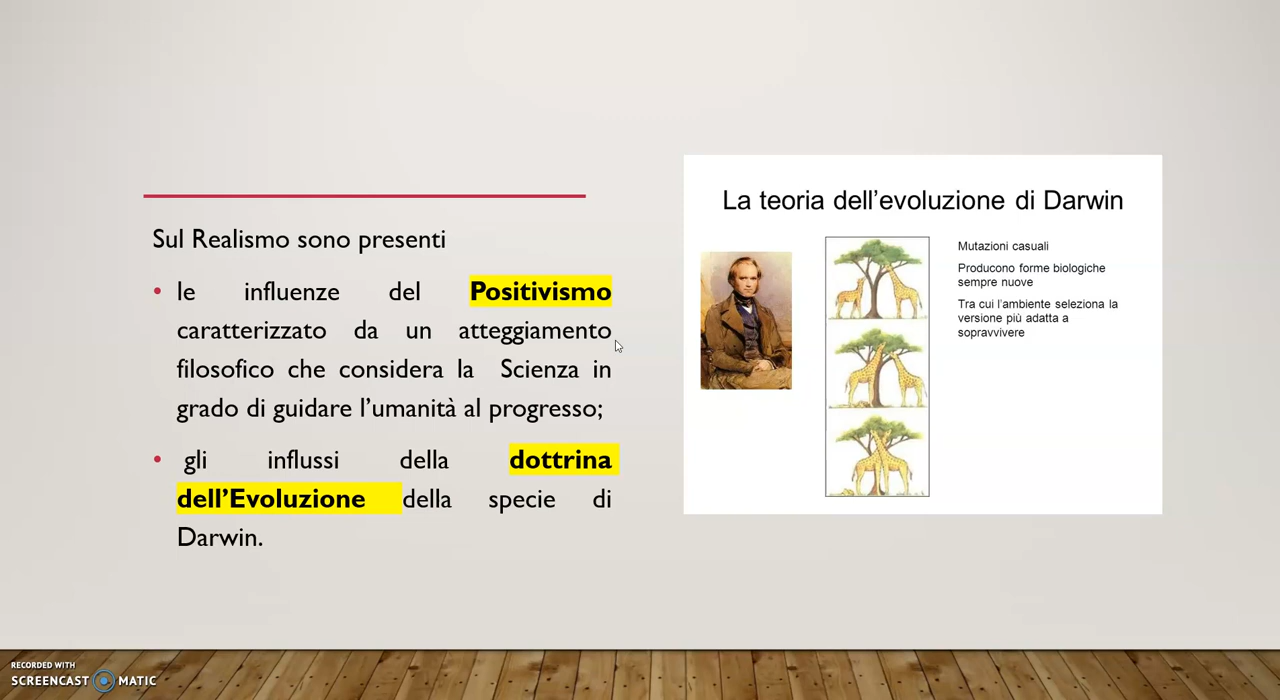 Sul Realismo sono presenti
• le influenze del Positivismo
caratterizzato da un atteggiamento
filosofico che considera la Scienza in
grado di guidare l'umanità al progresso;
• gli influssi della dottrina
dell'Evoluzione della specie di
Darwin.
La teoria dell'evoluzione di Darwin
Mutazioni casuali
Producono forme biologiche
sempre nuove
Tra cui l'ambiente seleziona la
versione più adatta a
sopravvivere
RECORDED WITH
SCREENCAST MATIC